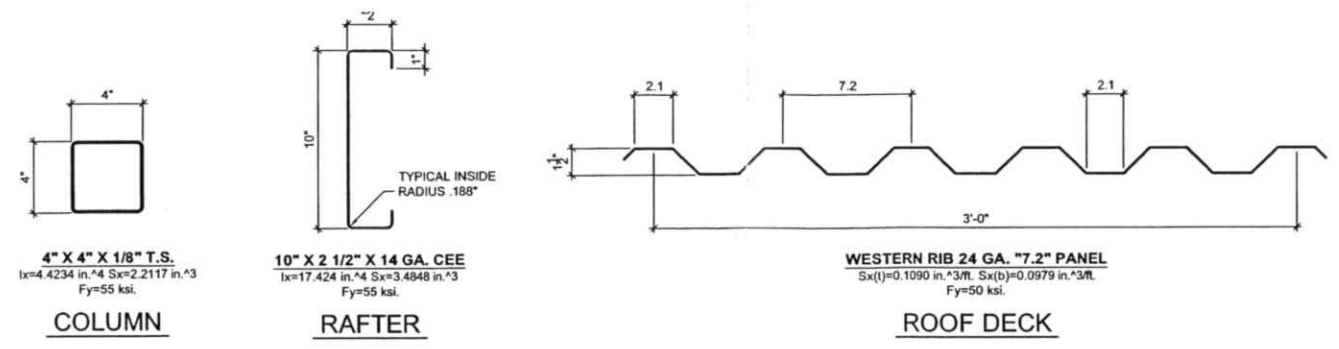 4"
4"
4" X 4" X 1/8" T.S.
Ix=4.4234 in.^4 Sx=2.2117 in.^3
Fy=55 ksi.
COLUMN
1"
10"
TYPICAL INSIDE
RADIUS .188"
10" X 2 1/2" X 14 GA. CEE
Ix=17.424 in.^4 Sx=3.4848 in.^3
Fy=55 ksi.
RAFTER
2.1
7.2
2.1
1 1/2"
3'-0"
WESTERN RIB 24 GA. "7.2" PANEL
Sx(t)=0.1090 in.^3/ft. Sx(b)=0.0979 in.^3/ft.
Fy=50 ksi.
ROOF DECK